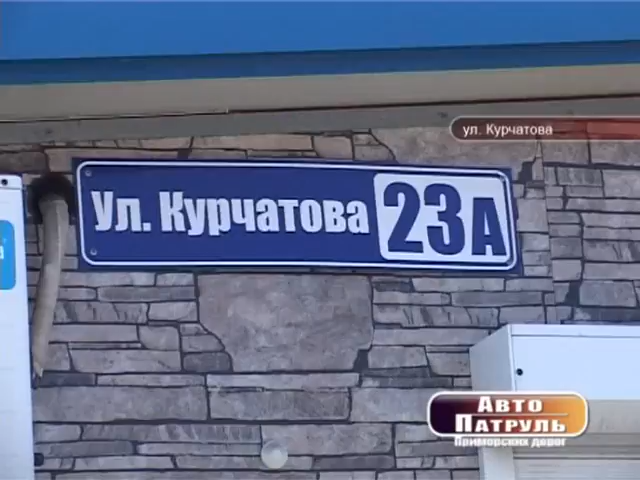 ул. Курчатова
Ул. Курчатова 23А
Авто
Патруль
Приморских дорог